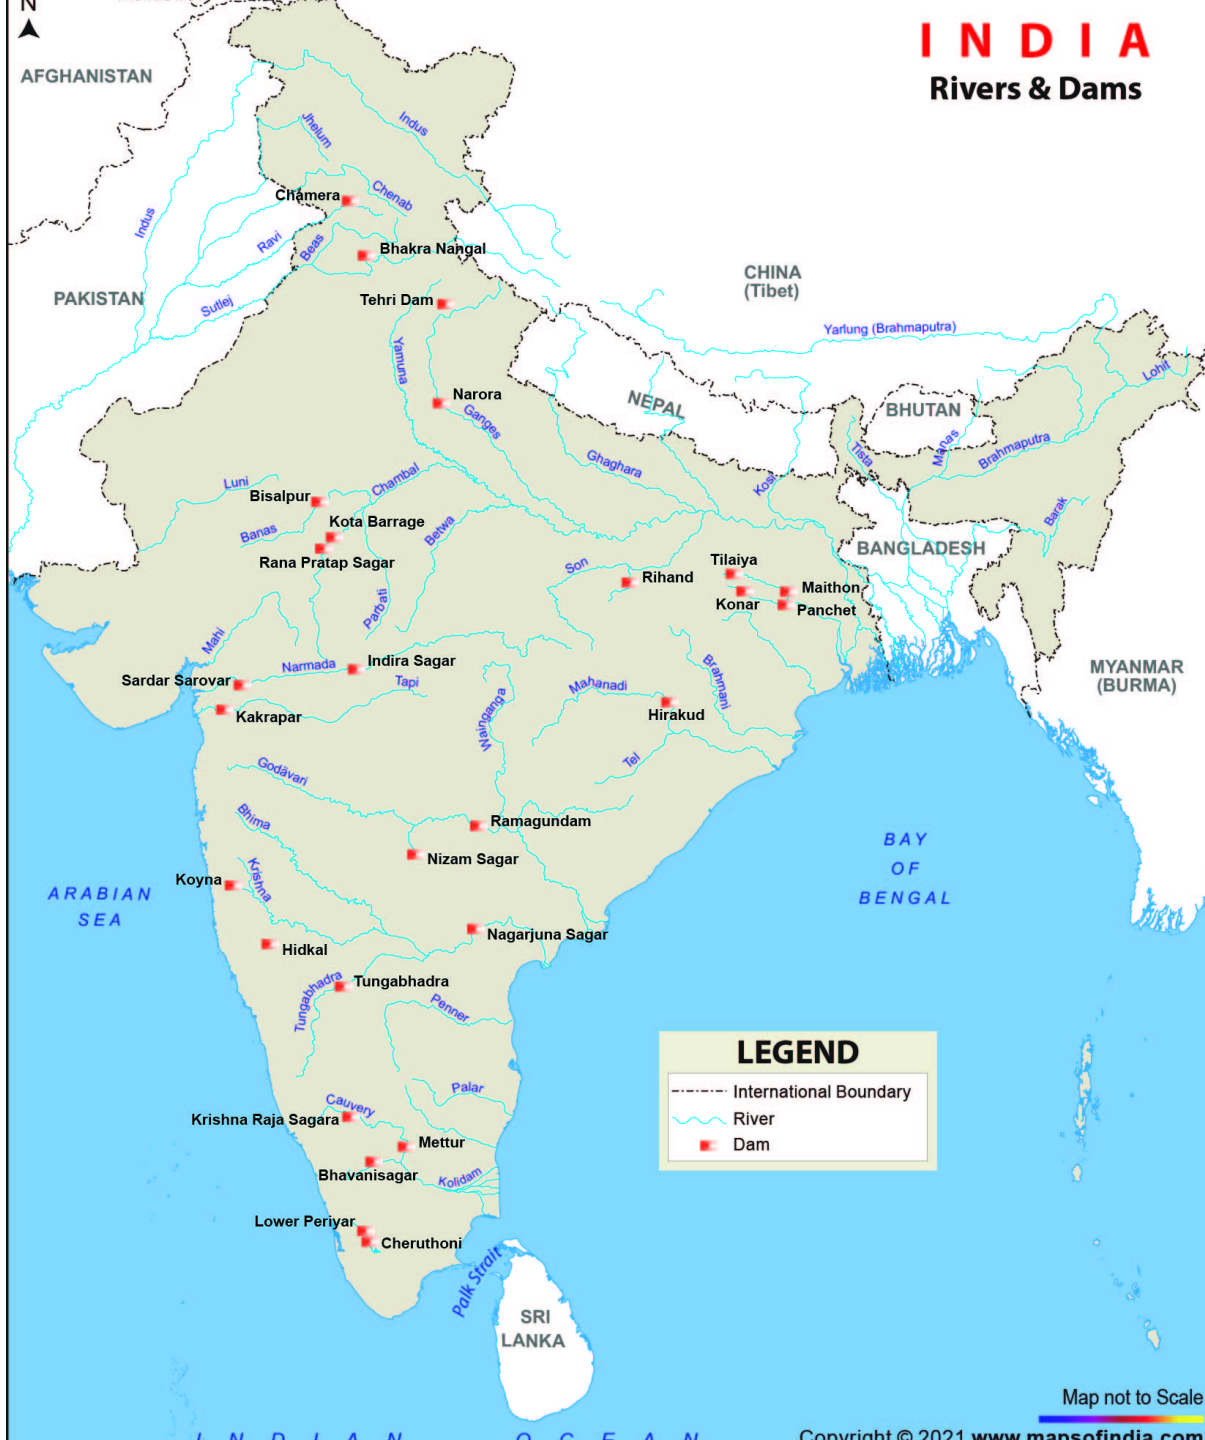 N
I N D I A
Rivers & Dams
AFGHANISTAN
Jhelum
Indus
Chamera
Chenab
Indus
Ravi
Beas
Bhakra Nangal
CHINA
(Tibet)
PAKISTAN
Sutlej
Tehri Dam
Yarlung (Brahmaputra)
Yamuna
Lohit
Narora
NEPAL
BHUTAN
Ganges
Manas
Brahmaputra
Tista
Ghaghara
Kosi
Luni
Chambal
Bisalpur
Barak
Kota Barrage
Banas
Betwa
Rana Pratap Sagar
BANGLADESH
Son
Tilaiya
Rihand
Maithon
Konar
Panchet
Parbati
Mahi
Indira Sagar
Narmada
MYANMAR
(BURMA)
Sardar Sarovar
Tapi
Mahanadi
Brahmani
Kakrapar
Hirakud
Wainganga
Tel
Godävari
Bhima
Ramagundam
BAY
OF
BENGAL
Nizam Sagar
Koyna
Krishna
ARABIAN
SEA
Nagarjuna Sagar
Hidkal
Tungabhadra
Tungabhadra
Penner
LEGEND
International Boundary
River
Dam
Palar
Cauvery
Krishna Raja Sagara
Mettur
Bhavanisagar
Kolidam
Lower Periyar
Cheruthoni
Palk Strait
SRI
LANKA
Map not to Scale
INDIAN OCEAN
Copyright © 2021 www.mapsofindia.com